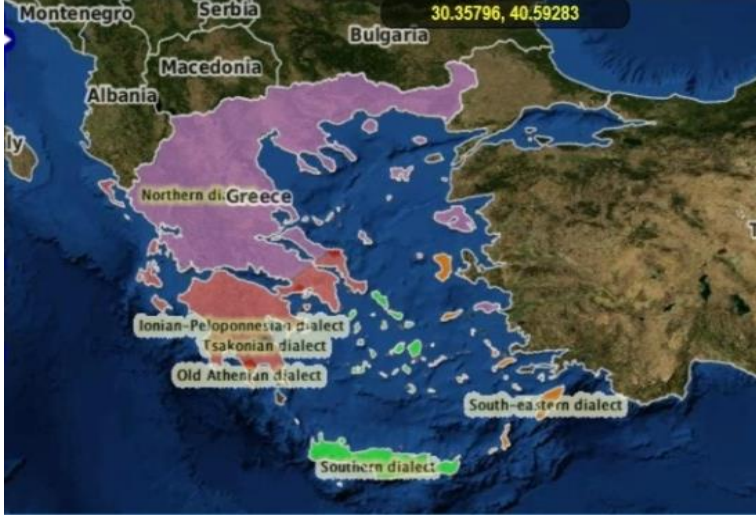 Montenegro
Serbia
30.35796, 40.59283
Bulgaria
Macedonia
Albania
ly
Northern di.
Greece
Ionian-Peloponnesian dialect
Tsakonian dialect
Old Athenian dialect
South-eastern dialect
Southern dialect